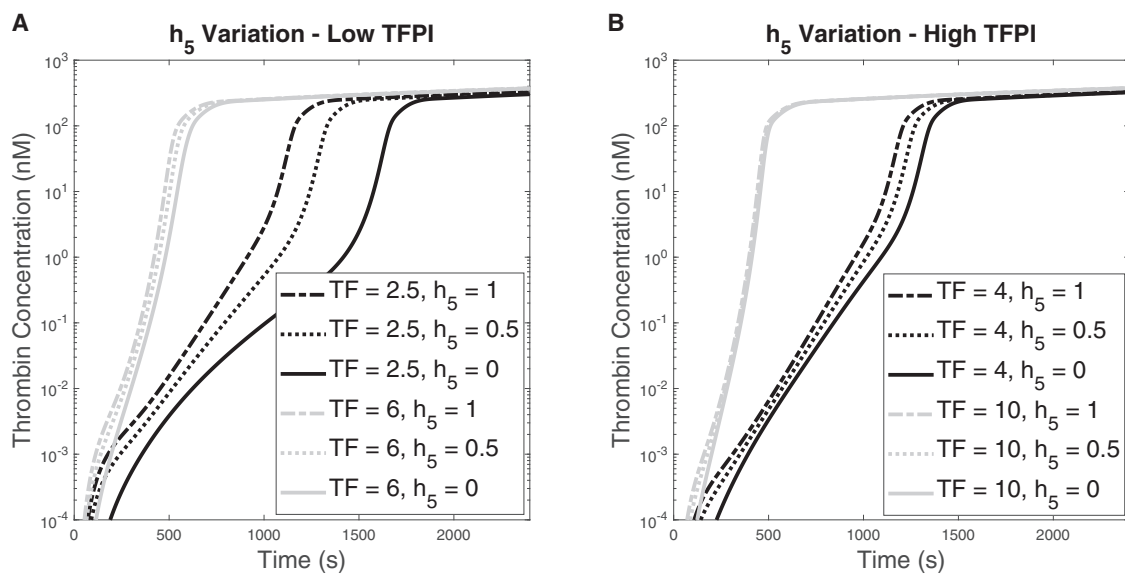 A
h5 Variation - Low TFPI
Thrombin Concentration (nM)
10^3
10^2
10^1
10^0
10^-1
10^-2
10^-3
10^-4
0 500 1000 1500 2000
Time (s)
TF = 2.5, h5 = 1
TF = 2.5, h5 = 0.5
TF = 2.5, h5 = 0
TF = 6, h5 = 1
TF = 6, h5 = 0.5
TF = 6, h5 = 0
B
h5 Variation - High TFPI
Thrombin Concentration (nM)
10^3
10^2
10^1
10^0
10^-1
10^-2
10^-3
10^-4
0 500 1000 1500 2000
Time (s)
TF = 4, h5 = 1
TF = 4, h5 = 0.5
TF = 4, h5 = 0
TF = 10, h5 = 1
TF = 10, h5 = 0.5
TF = 10, h5 = 0